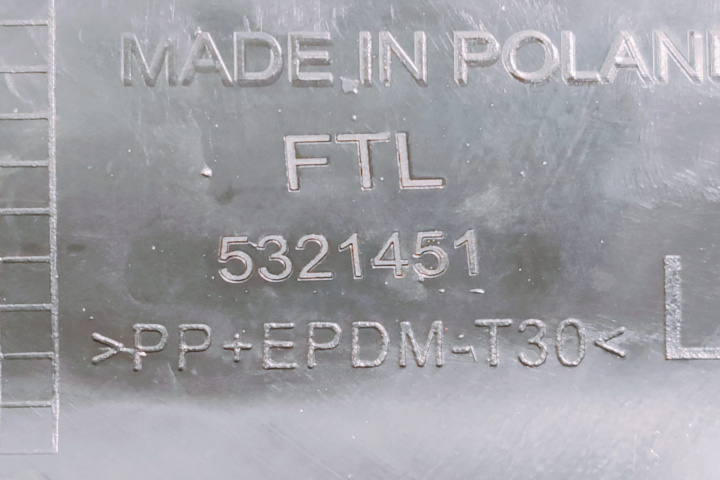 MADE IN POLAND
FTL
5321451
>PP+EPDM-T30<
L